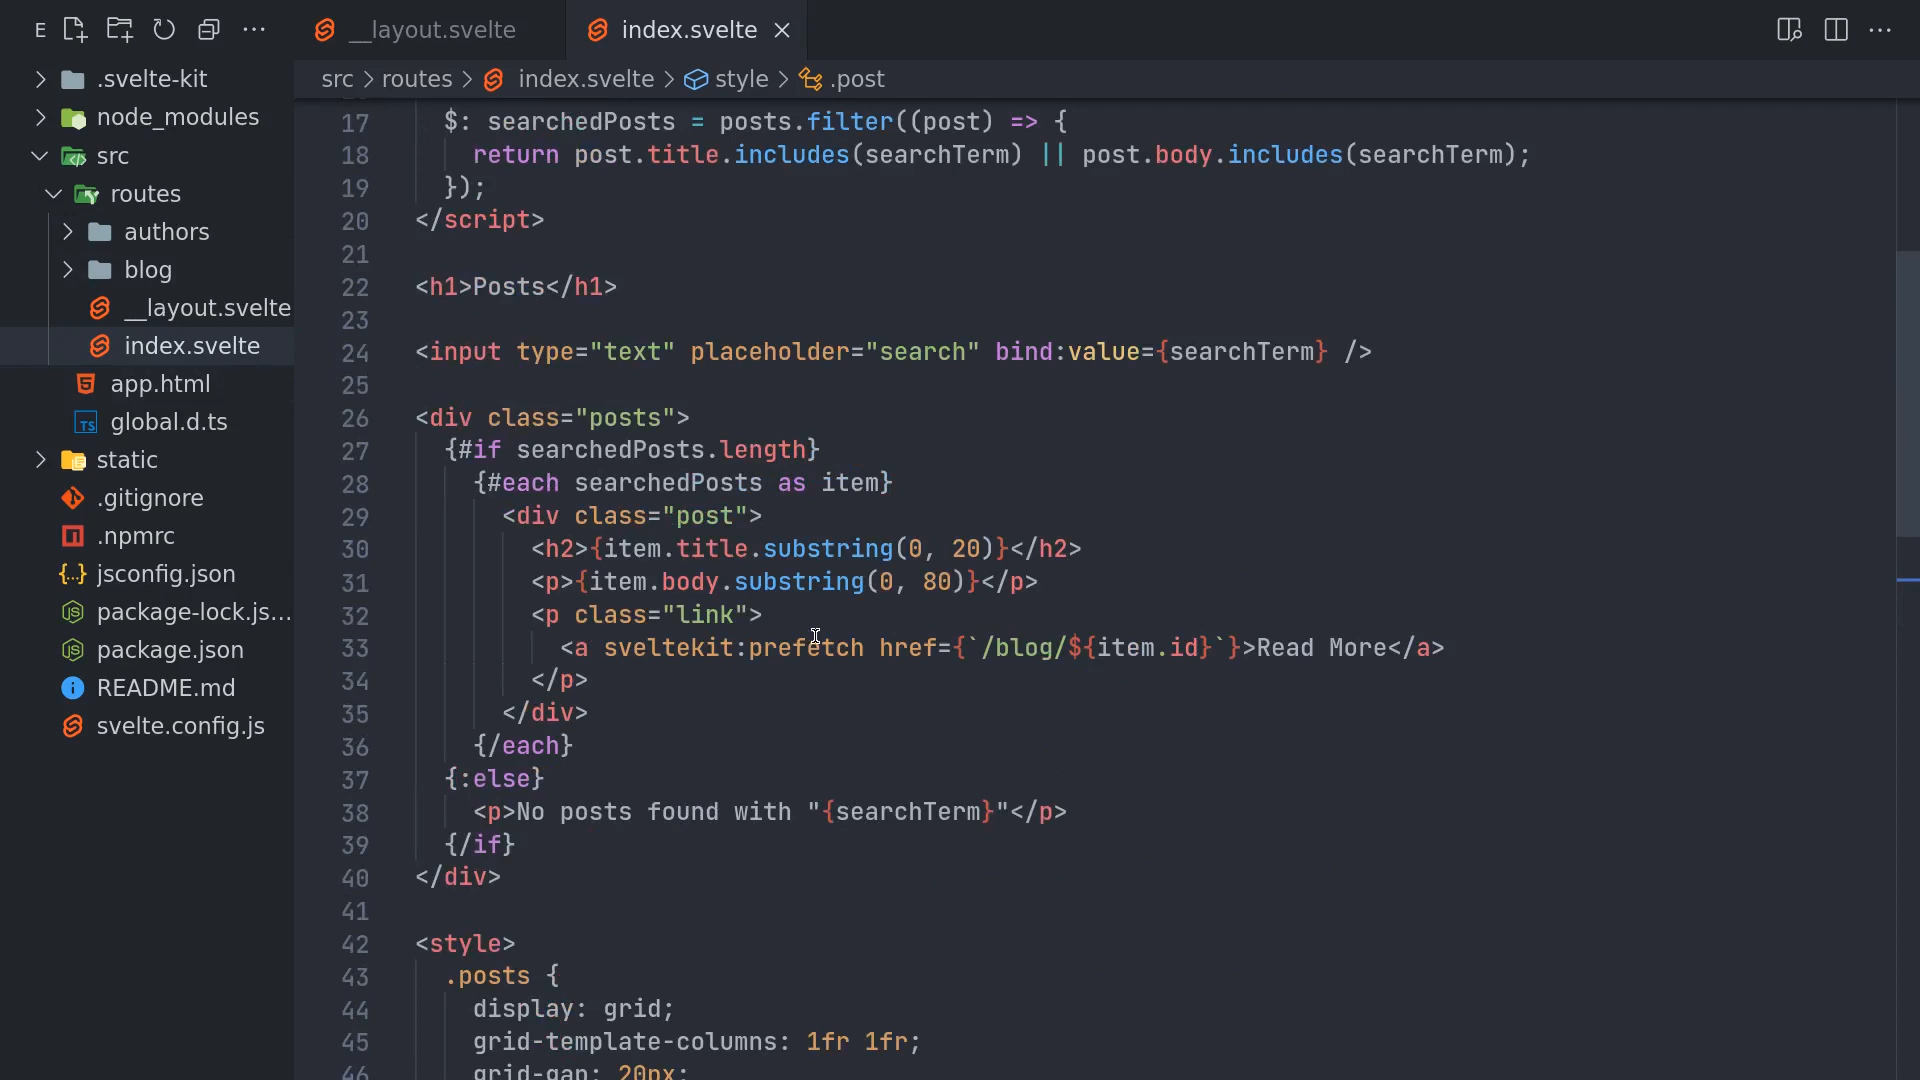 E
__layout.svelte
index.svelte
src > routes > index.svelte > style > .post
.svelte-kit
node_modules
src
routes
authors
blog
__layout.svelte
index.svelte
app.html
TS global.d.ts
static
.gitignore
.npmrc
jsconfig.json
package-lock.js...
package.json
README.md
svelte.config.js
17 $: searchedPosts = posts.filter((post) => {
18 return post.title.includes(searchTerm) || post.body.includes(searchTerm);
19 });
20 </script>
21
22 <h1>Posts</h1>
23
24 <input type="text" placeholder="search" bind:value={searchTerm} />
25
26 <div class="posts">
27 {#if searchedPosts.length}
28 {#each searchedPosts as item}
29 <div class="post">
30 <h2>{item.title.substring(0, 20)}</h2>
31 <p>{item.body.substring(0, 80)}</p>
32 <p class="link">
33 <a sveltekit:prefetch href={`/blog/${item.id}`}>Read More</a>
34 </p>
35 </div>
36 {/each}
37 {:else}
38 <p>No posts found with "{searchTerm}"</p>
39 {/if}
40 </div>
41
42 <style>
43 .posts {
44 display: grid;
45 grid-template-columns: 1fr 1fr;
46 grid-gap: 20px;